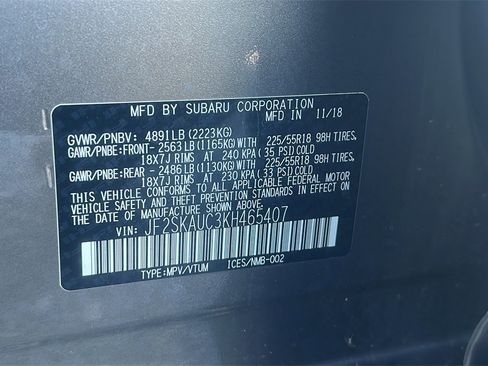 MFD BY SUBARU CORPORATION
MFD IN 11/18
GVWR/PNBV: 4891LB (2223KG)
GAWR/PNBE:FRONT- 2563LB(1165KG)WITH 225/55R18 98H TIRES,
18X7J RIMS AT 240 KPA(35 PSI)COLD
GAWR/PNBE:REAR - 2486LB(1130KG)WITH 225/55R18 98H TIRES,
18X7J RIMS AT 230 KPA(33 PSI)COLD
THIS VEHICLE CONFORMS TO ALL APPLICABLE FEDERAL MOTOR
VEHICLE SAFETY AND THEFT PREVENTION STANDARDS IN EFFECT
ON THE DATE OF MANUFACTURE SHOWN ABOVE.
VIN: JF2SKAUC3KH465407
TYPE:MPV/VTUM ICES/NMB-002